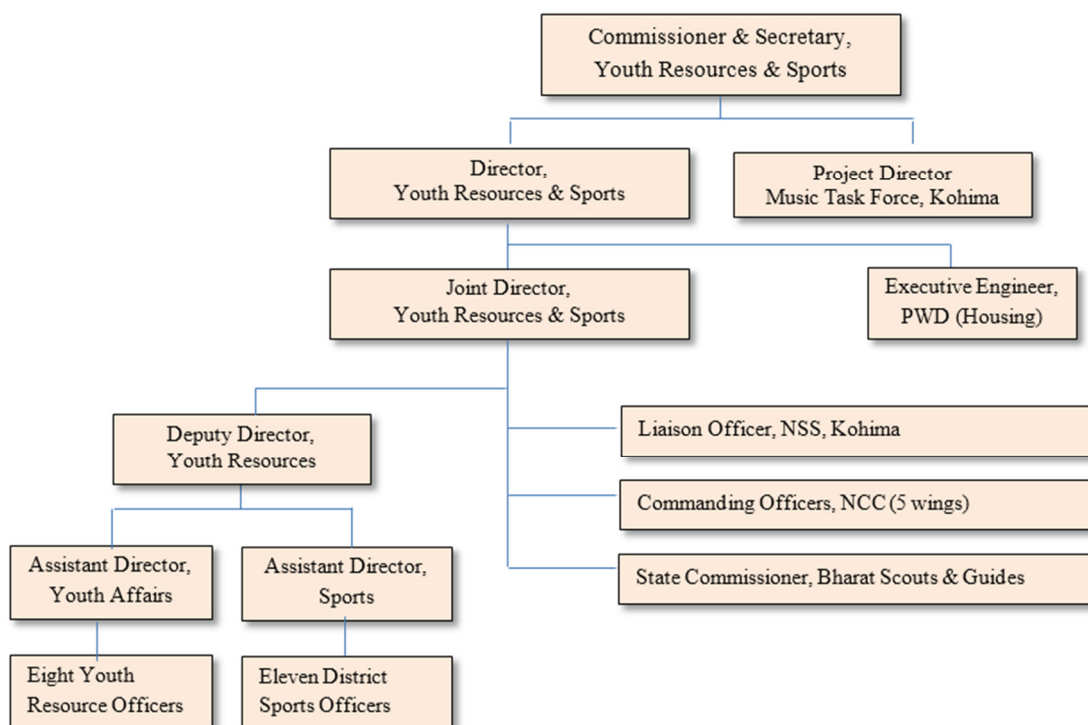 Commissioner & Secretary,
Youth Resources & Sports
Director,
Youth Resources & Sports
Project Director
Music Task Force, Kohima
Joint Director,
Youth Resources & Sports
Executive Engineer,
PWD (Housing)
Deputy Director,
Youth Resources
Liaison Officer, NSS, Kohima
Commanding Officers, NCC (5 wings)
State Commissioner, Bharat Scouts & Guides
Assistant Director,
Youth Affairs
Assistant Director,
Sports
Eight Youth
Resource Officers
Eleven District
Sports Officers